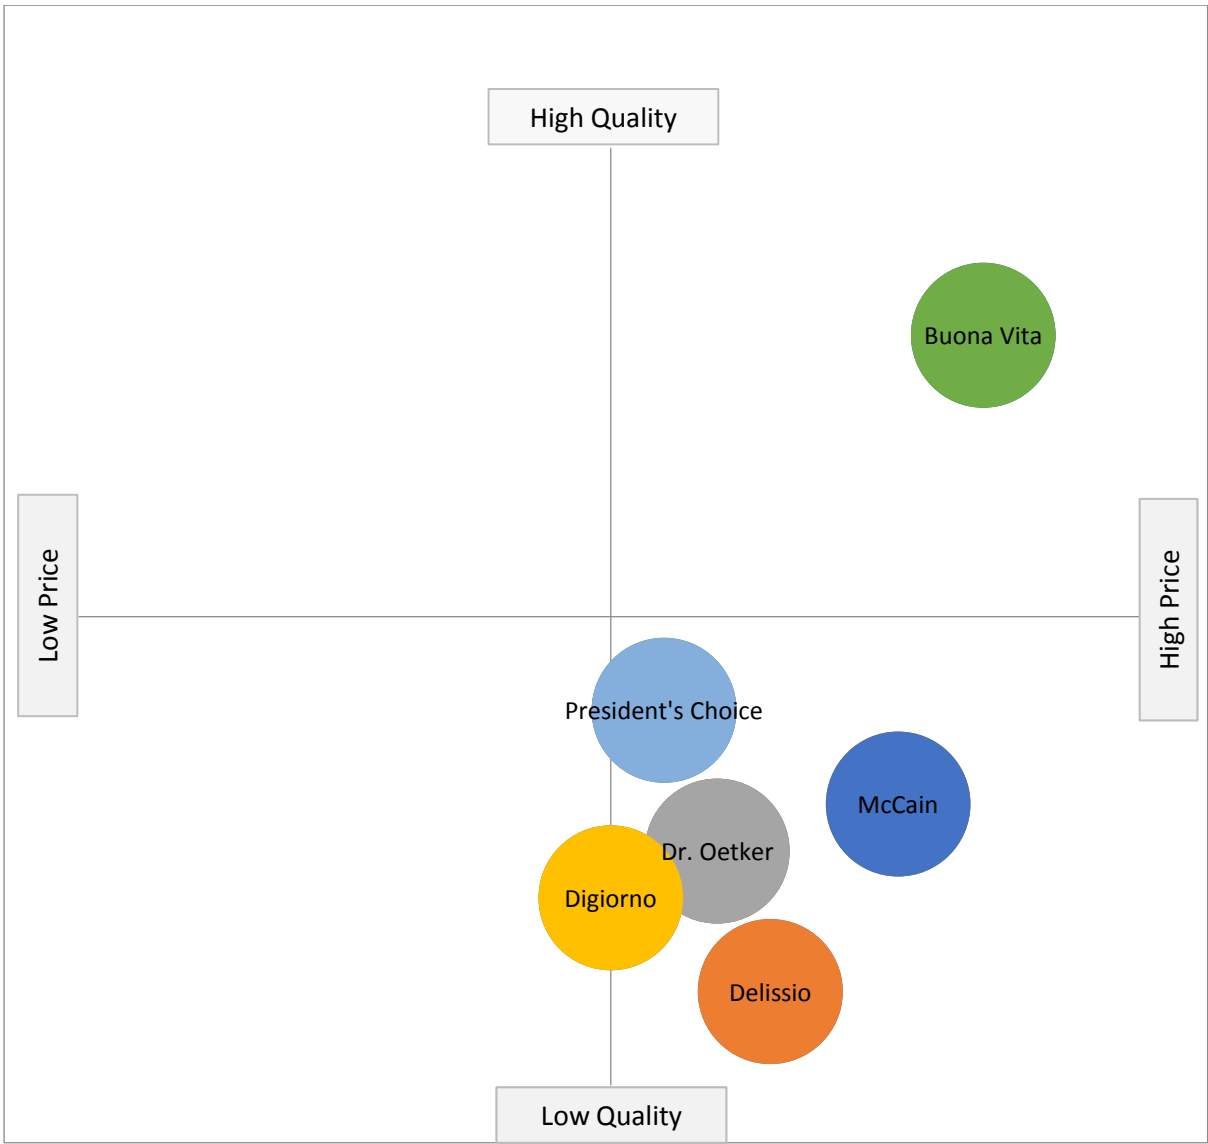 High Quality
Buona Vita
Low Price
High Price
President's Choice
McCain
Dr. Oetker
Digiorno
Delissio
Low Quality